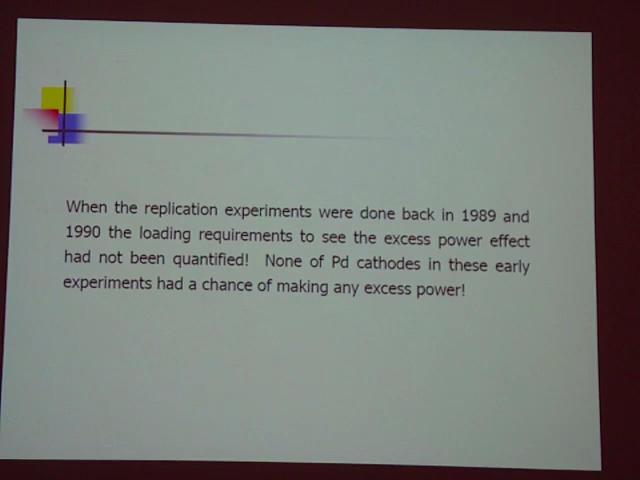 When the replication experiments were done back in 1989 and
1990 the loading requirements to see the excess power effect
had not been quantified! None of Pd cathodes in these early
experiments had a chance of making any excess power!